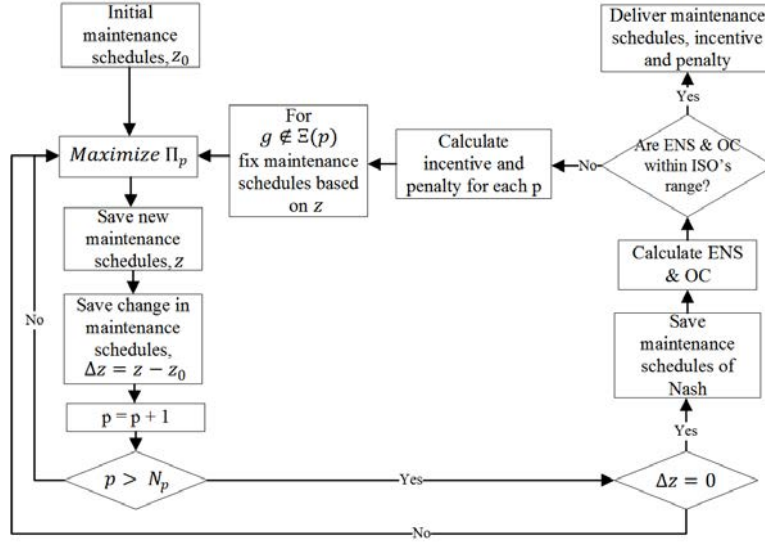 Initial
maintenance
schedules, z₀
Maximize Π_p
Save new
maintenance
schedules, z
Save change in
maintenance
schedules,
Δz = z − z₀
p = p + 1
p > N_p
No
Yes
Δz = 0
No
Yes
Save
maintenance
schedules of
Nash
Calculate ENS
& OC
Are ENS & OC
within ISO's
range?
Yes
Deliver maintenance
schedules, incentive
and penalty
No
Calculate
incentive and
penalty for each p
For
g ∉ Ξ(p)
fix maintenance
schedules based
on z